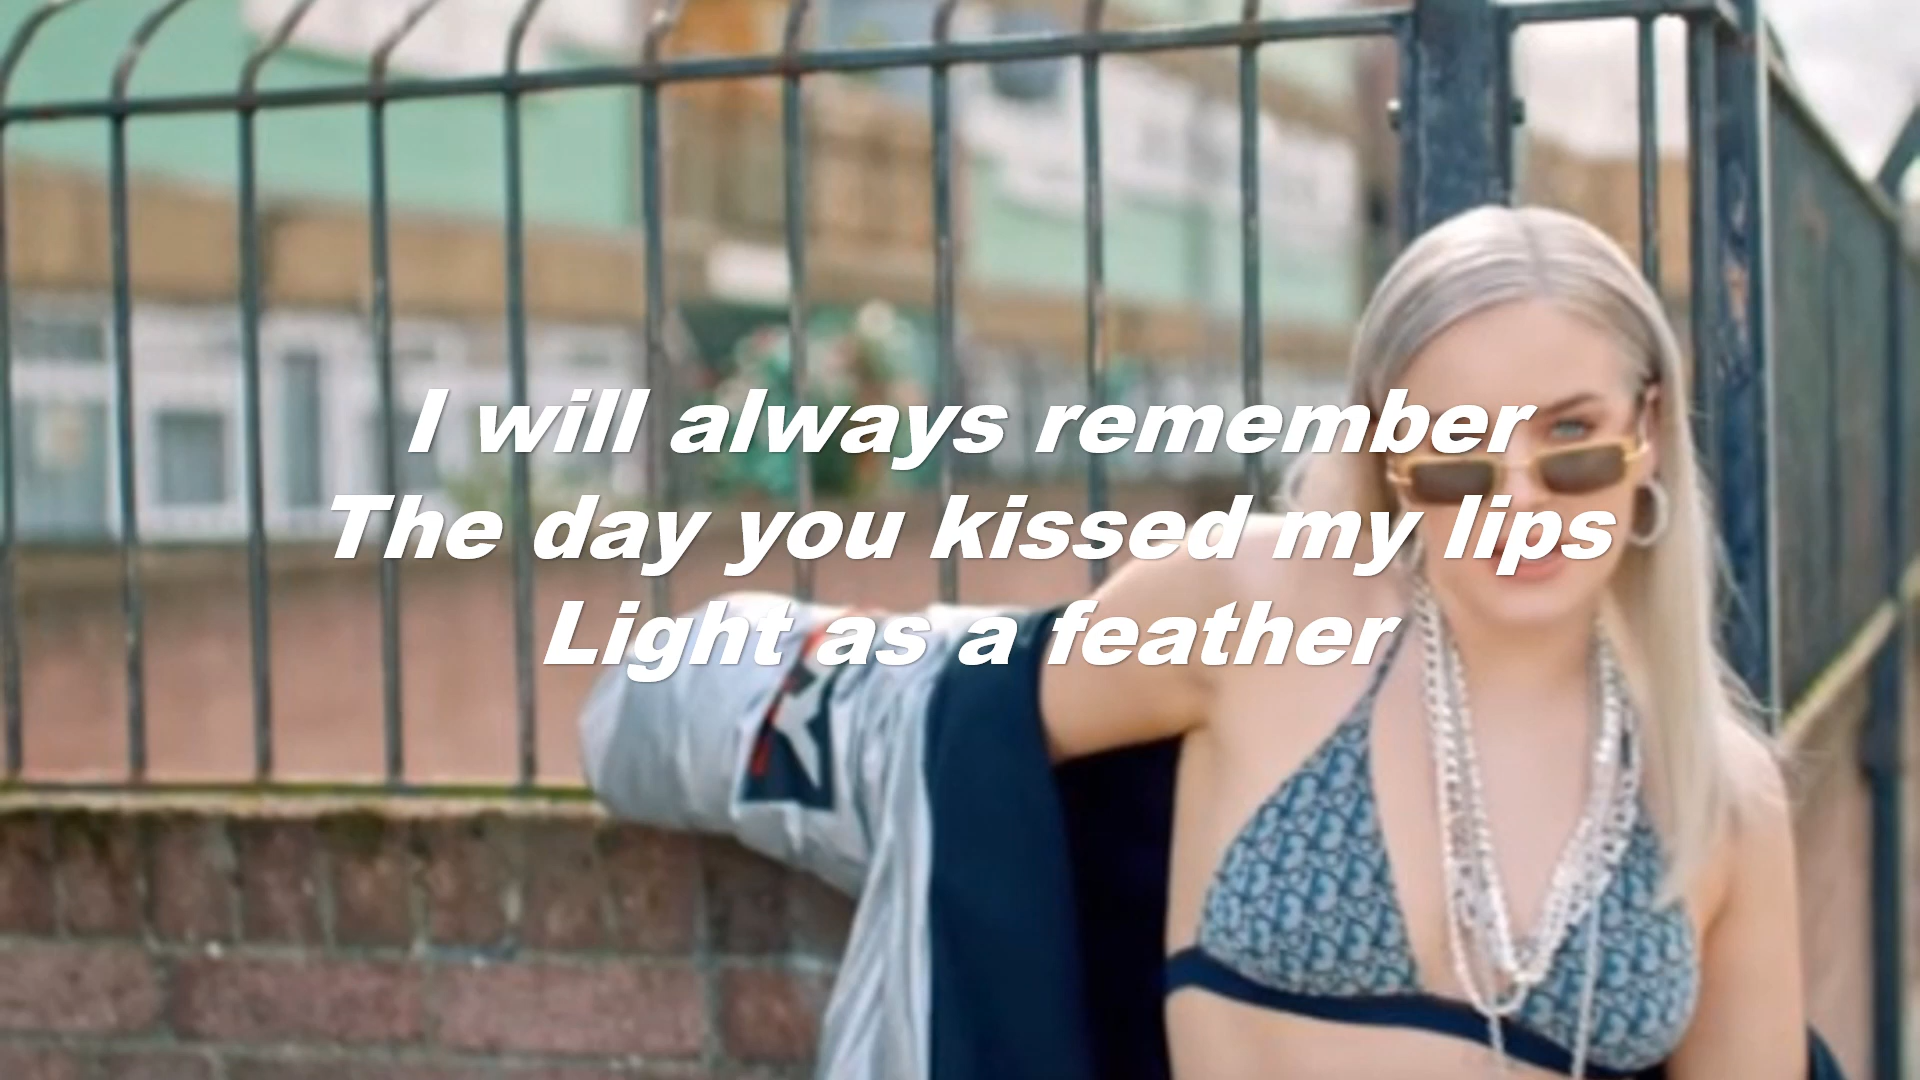 I will always remember
The day you kissed my lips
Light as a feather